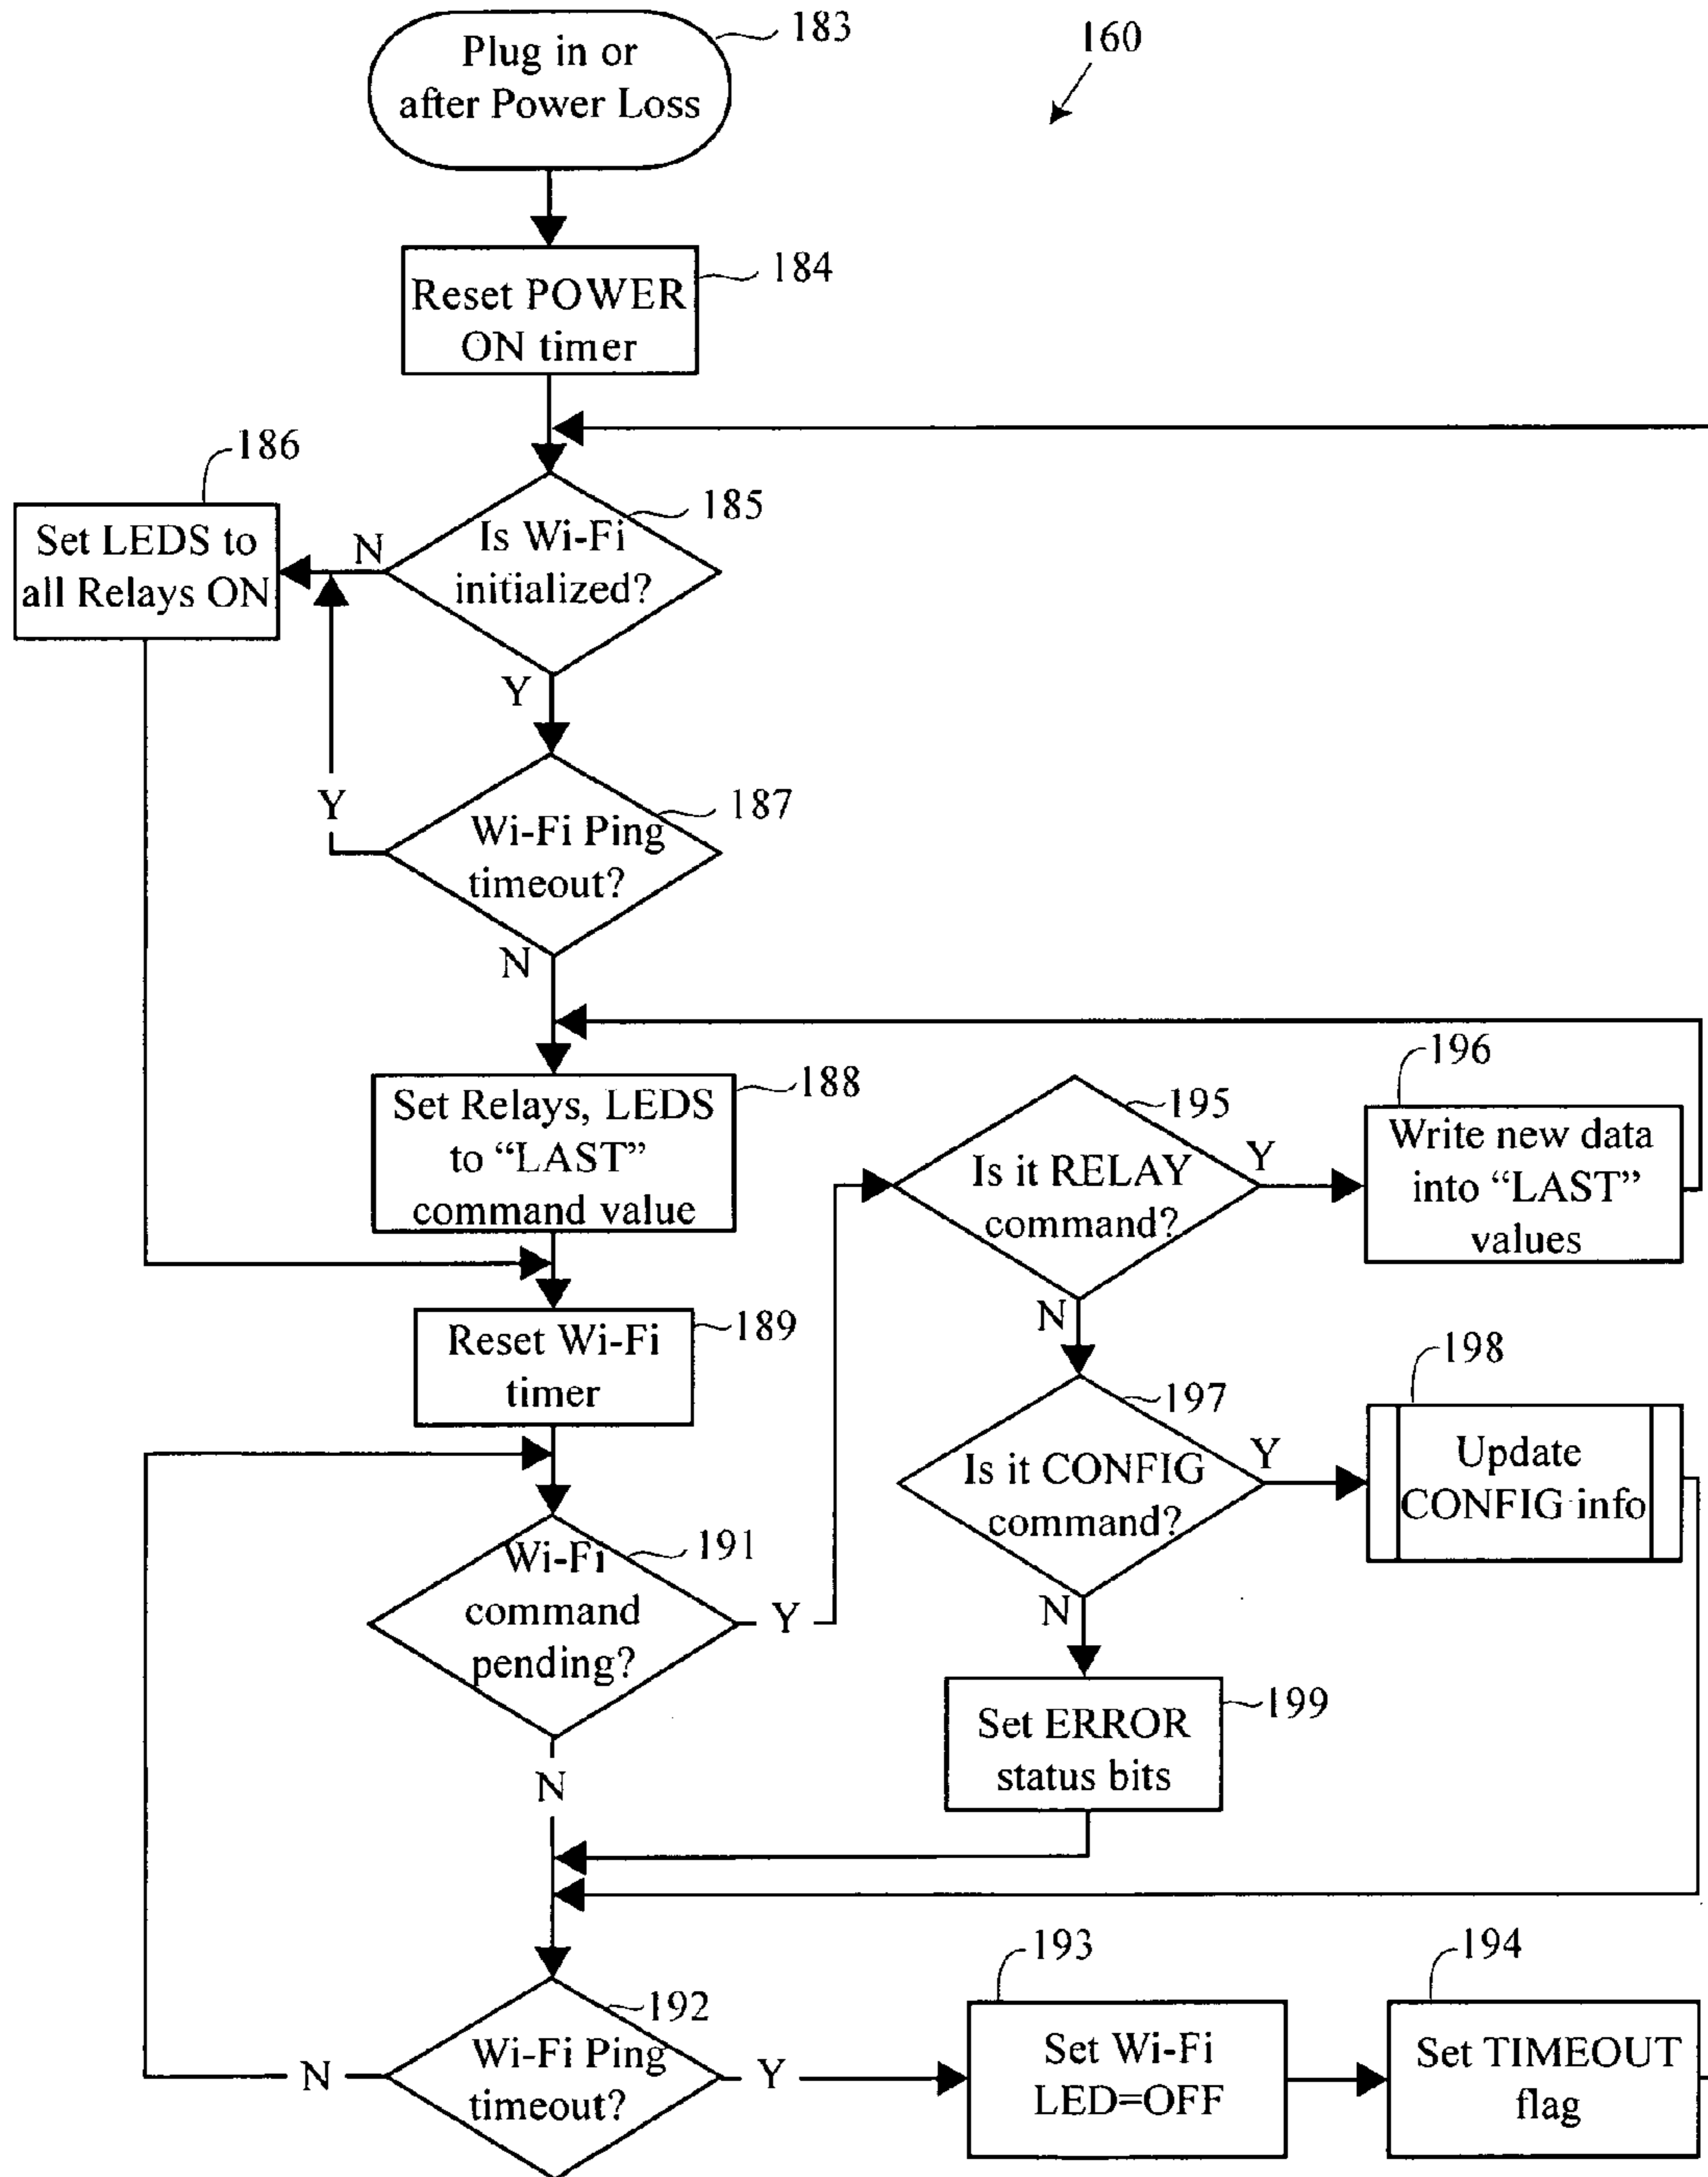 Plug in or
after Power Loss
183
160
Reset POWER
ON timer
184
186
Set LEDS to
all Relays ON
N
Is Wi-Fi
initialized?
185
Y
Y
Wi-Fi Ping
timeout?
187
N
Set Relays, LEDS
to “LAST”
command value
188
Reset Wi-Fi
timer
189
Wi-Fi
command
pending?
191
Y
N
Is it RELAY
command?
195
Y
N
196
Write new data
into “LAST”
values
Is it CONFIG
command?
197
Y
N
198
Update
CONFIG info
Set ERROR
status bits
199
Wi-Fi Ping
timeout?
192
N
Y
193
Set Wi-Fi
LED=OFF
194
Set TIMEOUT
flag